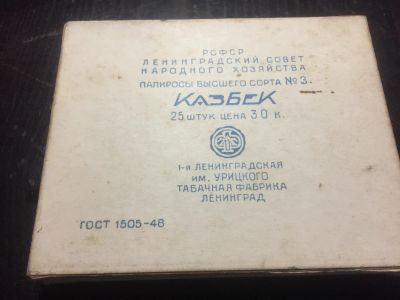 РСФСР
ЛЕНИНГРАДСКИЙ СОВЕТ
НАРОДНОГО ХОЗЯЙСТВА
ПАПИРОСЫ ВЫСШЕГО СОРТА №3.
КАЗБЕК
25 ШТУК ЦЕНА 30 К.
1-Я ЛЕНИНГРАДСКАЯ
ИМ. УРИЦКОГО
ТАБАЧНАЯ ФАБРИКА
ЛЕНИНГРАД
ГОСТ 1505-48